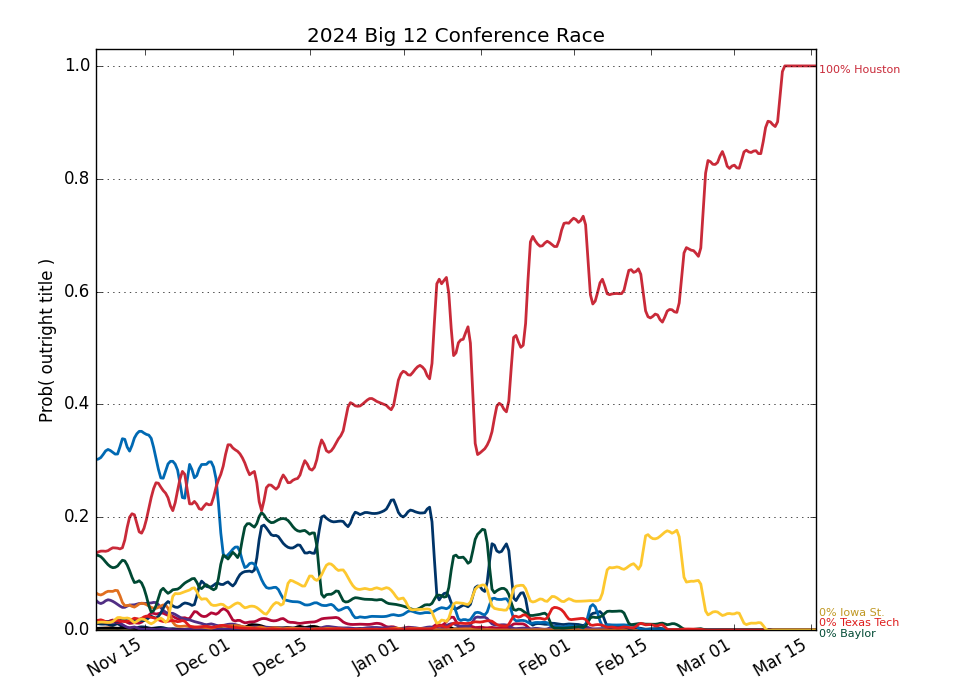 2024 Big 12 Conference Race
Prob( outright title )
1.0
0.8
0.6
0.4
0.2
0.0
100% Houston
0% Iowa St.
0% Texas Tech
0% Baylor
Nov 15
Dec 01
Dec 15
Jan 01
Jan 15
Feb 01
Feb 15
Mar 01
Mar 15